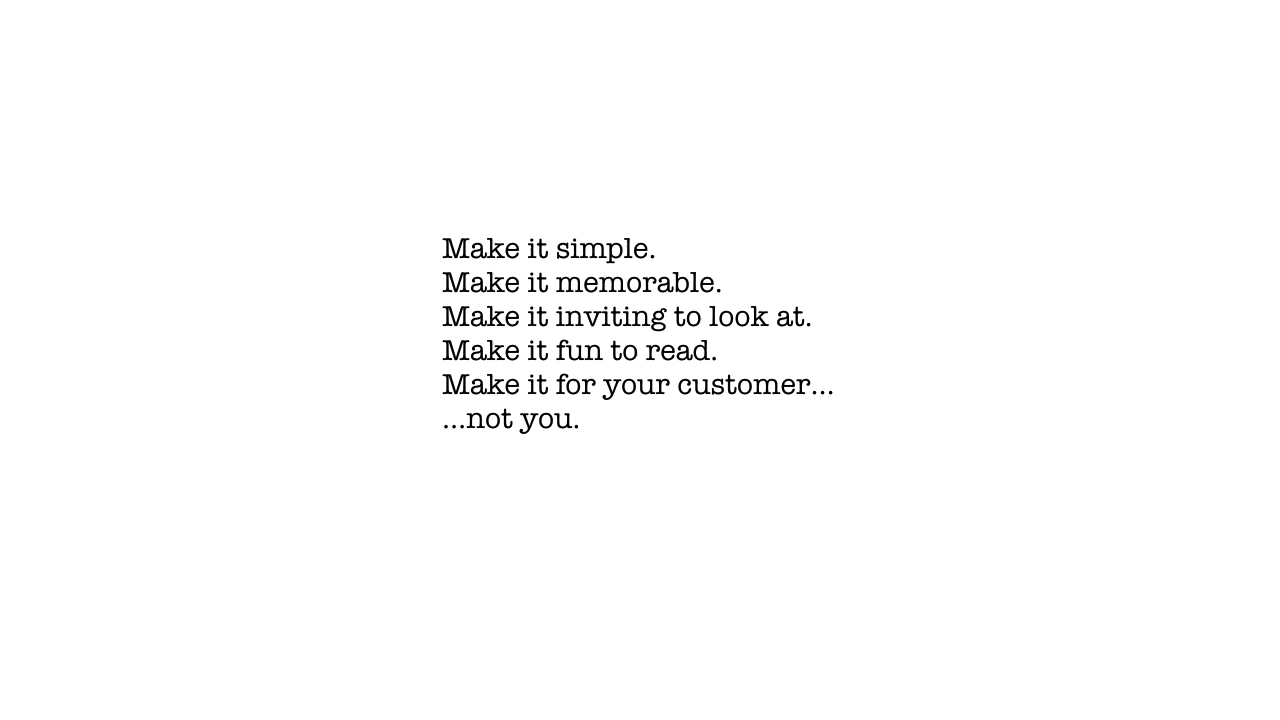 Make it simple.
Make it memorable.
Make it inviting to look at.
Make it fun to read.
Make it for your customer...
...not you.